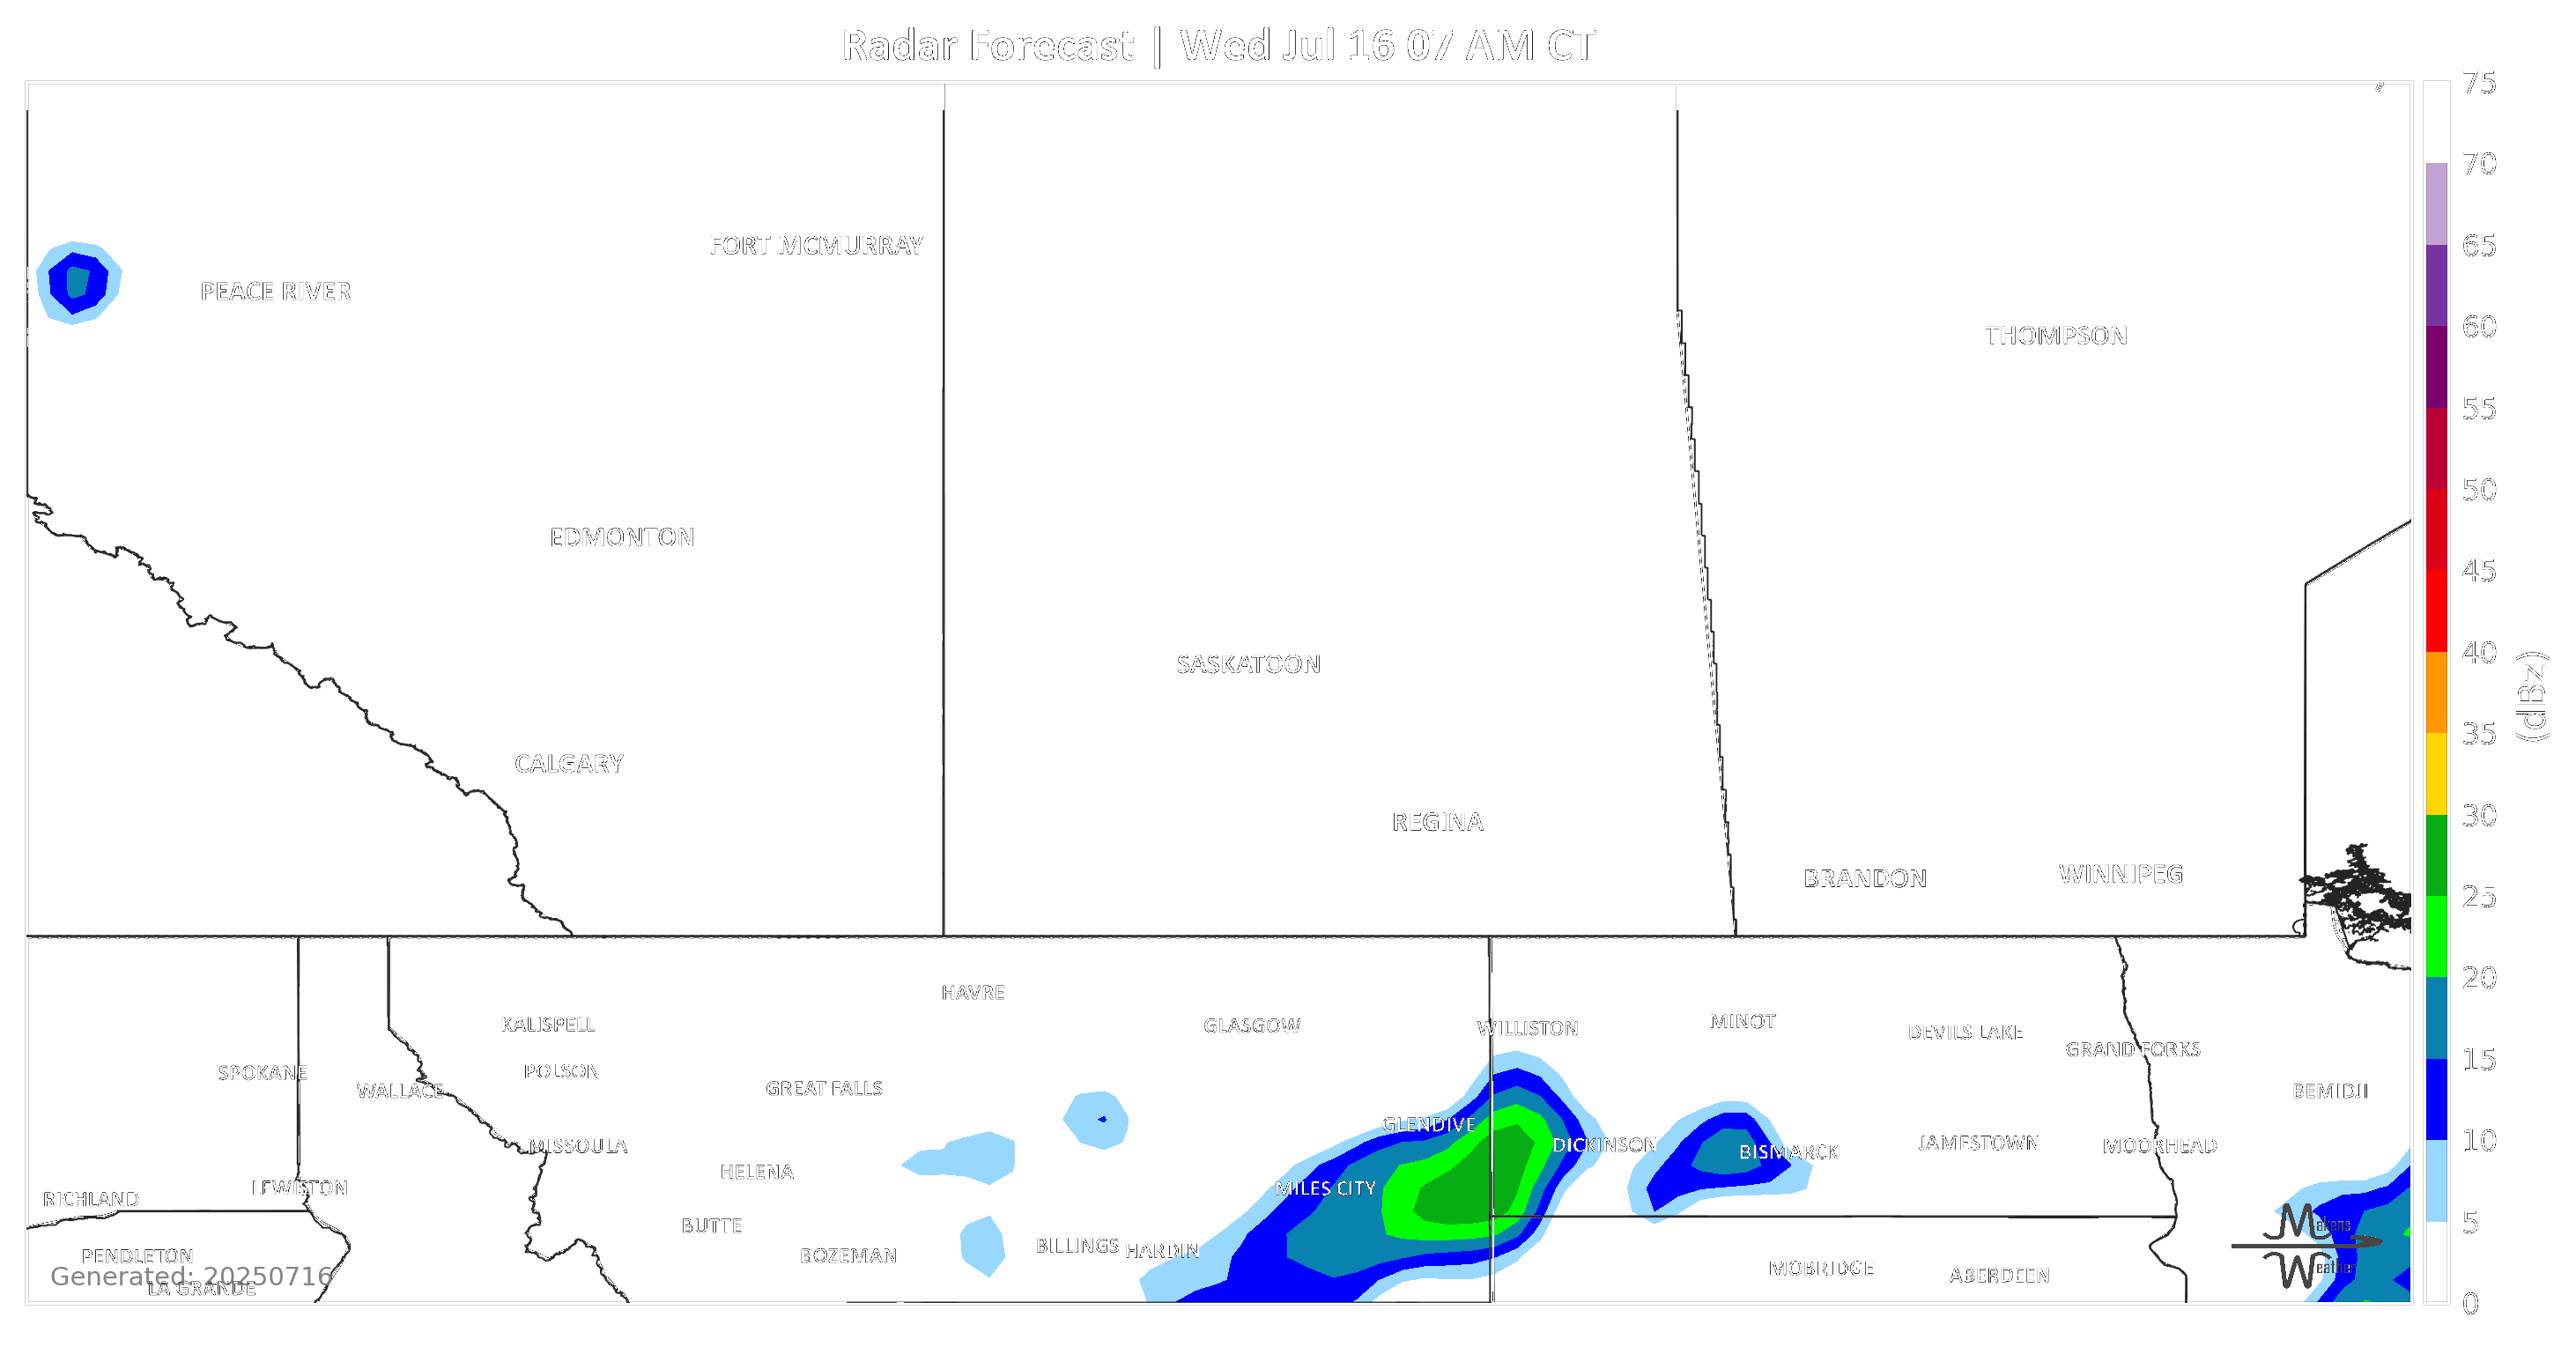 Radar Forecast | Wed Jul 16 07 AM CT
75
70
65
60
55
50
45
40
35
30
25
20
15
10
5
0
(dBz)
FORT MCMURRAY
PEACE RIVER
THOMPSON
EDMONTON
SASKATOON
CALGARY
REGINA
BRANDON
WINNIPEG
HAVRE
KALISPELL
GLASGOW
WILLISTON
MINOT
DEVILS LAKE
GRAND FORKS
SPOKANE
POLSON
WALLACE
GREAT FALLS
BEMIDJI
GLENDIVE
MISSOULA
DICKINSON
BISMARCK
JAMESTOWN
MOORHEAD
HELENA
MILES CITY
LEWISTON
RICHLAND
BUTTE
BOZEMAN
BILLINGS
HARDIN
PENDLETON
MOBRIDGE
ABERDEEN
Generated: 20250716
LA GRANDE
Makens
Weather